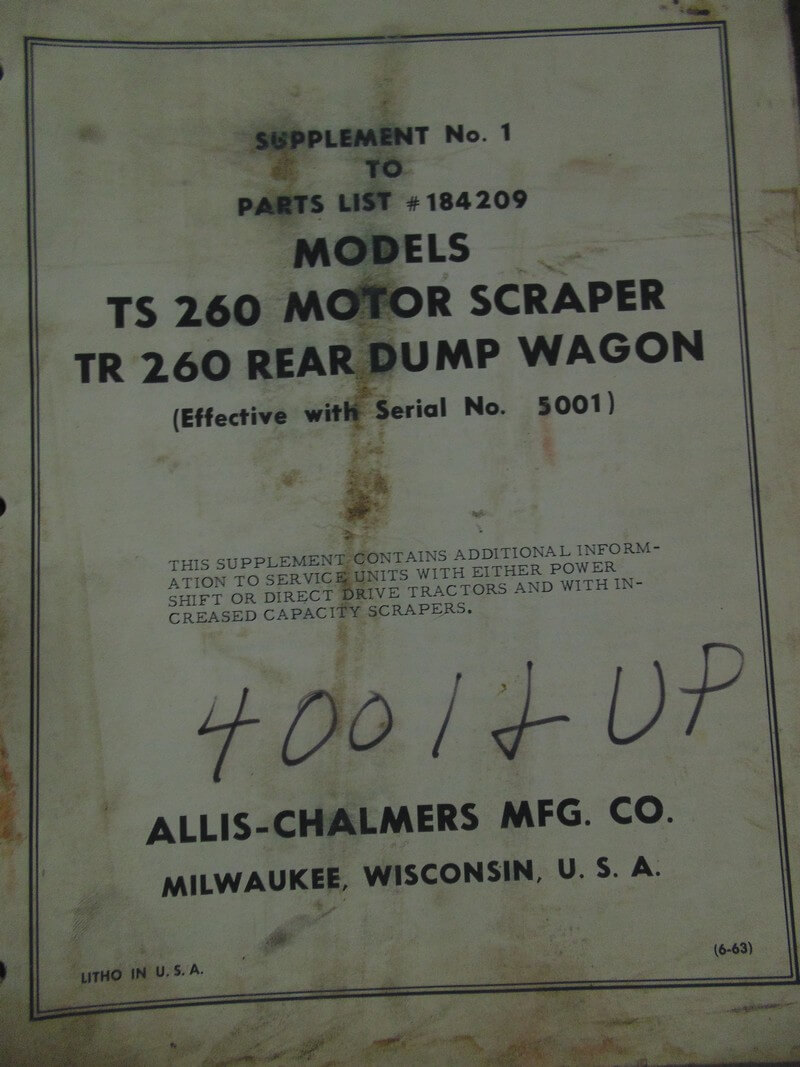 SUPPLEMENT No. 1
TO
PARTS LIST #184209
MODELS
TS 260 MOTOR SCRAPER
TR 260 REAR DUMP WAGON
(Effective with Serial No. 5001)
THIS SUPPLEMENT CONTAINS ADDITIONAL INFORM-
ATION TO SERVICE UNITS WITH EITHER POWER
SHIFT OR DIRECT DRIVE TRACTORS AND WITH IN-
CREASED CAPACITY SCRAPERS.
4001 & UP
ALLIS-CHALMERS MFG. CO.
MILWAUKEE, WISCONSIN, U. S. A.
(6-63)
LITHO IN U. S. A.